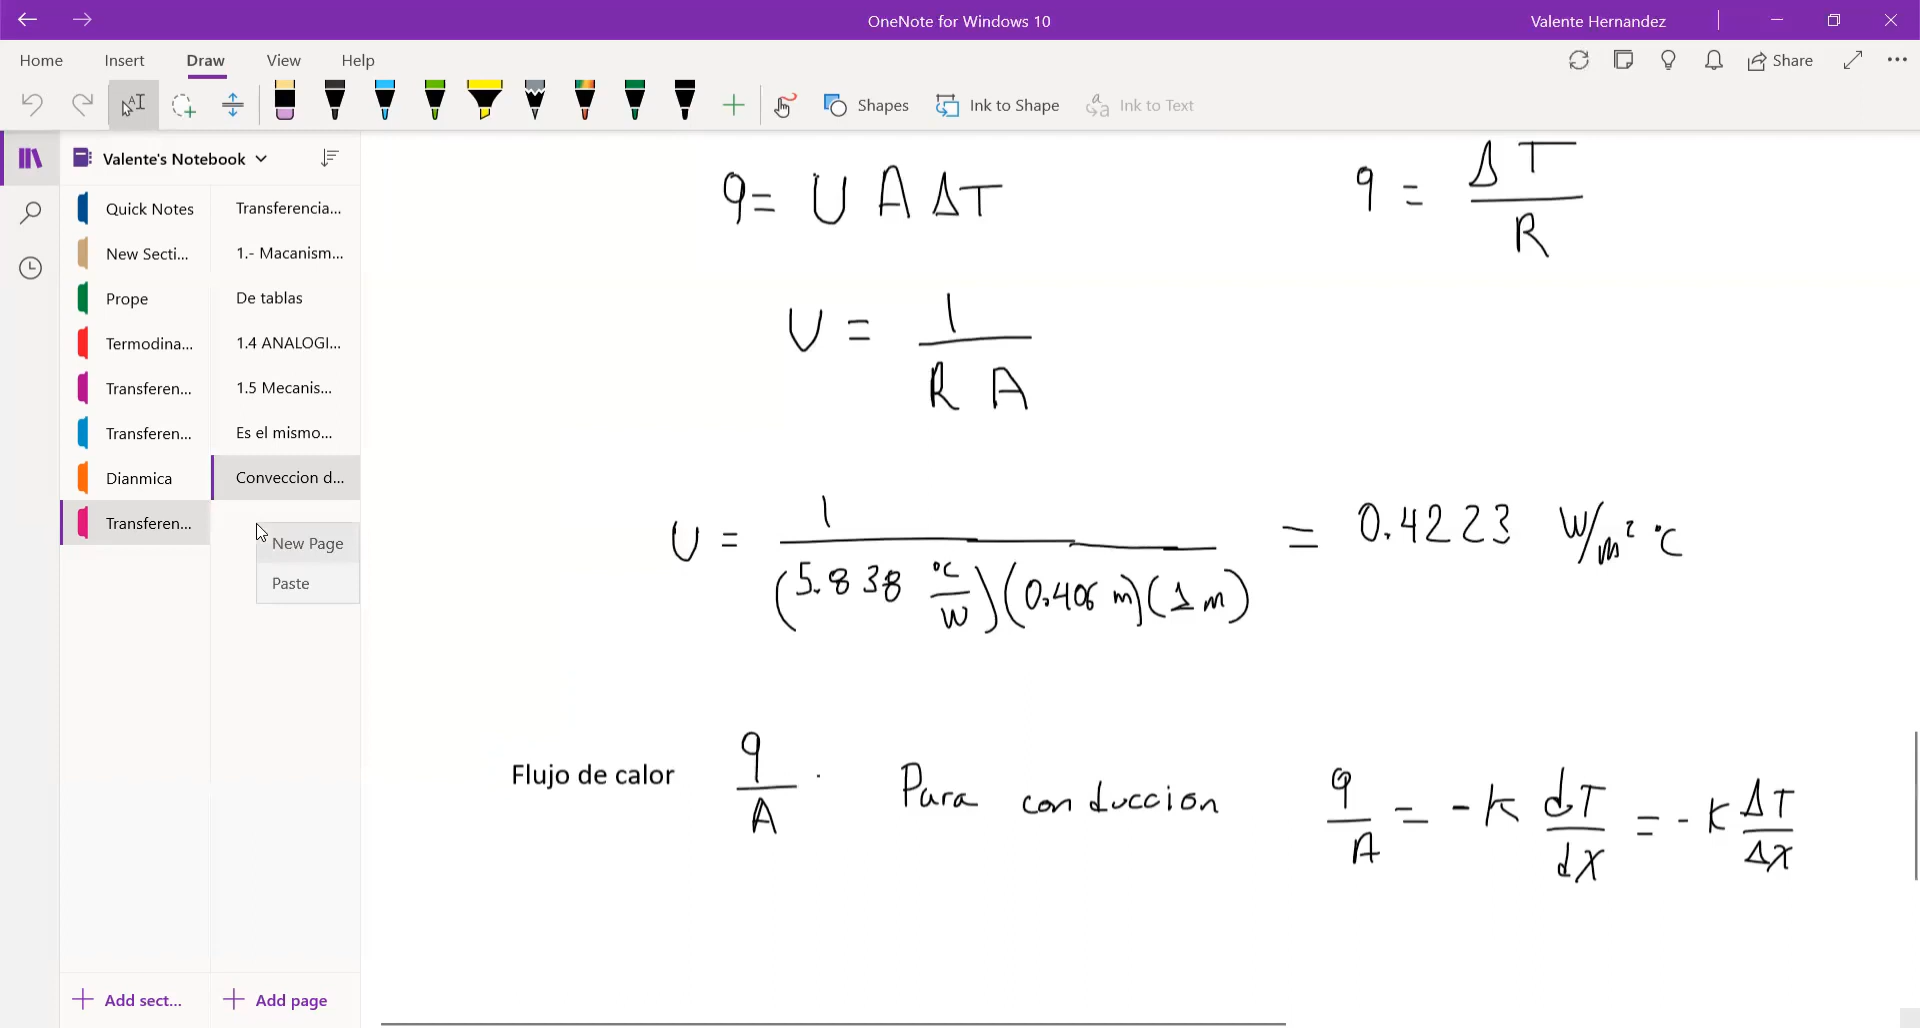 OneNote for Windows 10
Valente Hernandez
Home Insert Draw View Help
Share
Shapes
Ink to Shape
Ink to Text
Valente's Notebook
Quick Notes
New Secti...
Prope
Termodina...
Transferen...
Transferen...
Dianmica
Transferen...
Add sect...
Transferencia...
1.- Macanism...
De tablas
1.4 ANALOGI...
1.5 Mecanis...
Es el mismo...
Conveccion d...
New Page
Paste
Add page
q = U A ΔT
q = ΔT / R
U = 1 / R A
U = 1 / (5.838 °C/W)(0.406 m)(1 m) = 0.4223 W/m² °C
Flujo de calor q/A . Para conduccion q/A = -K dT/dX = -K ΔT/ΔX